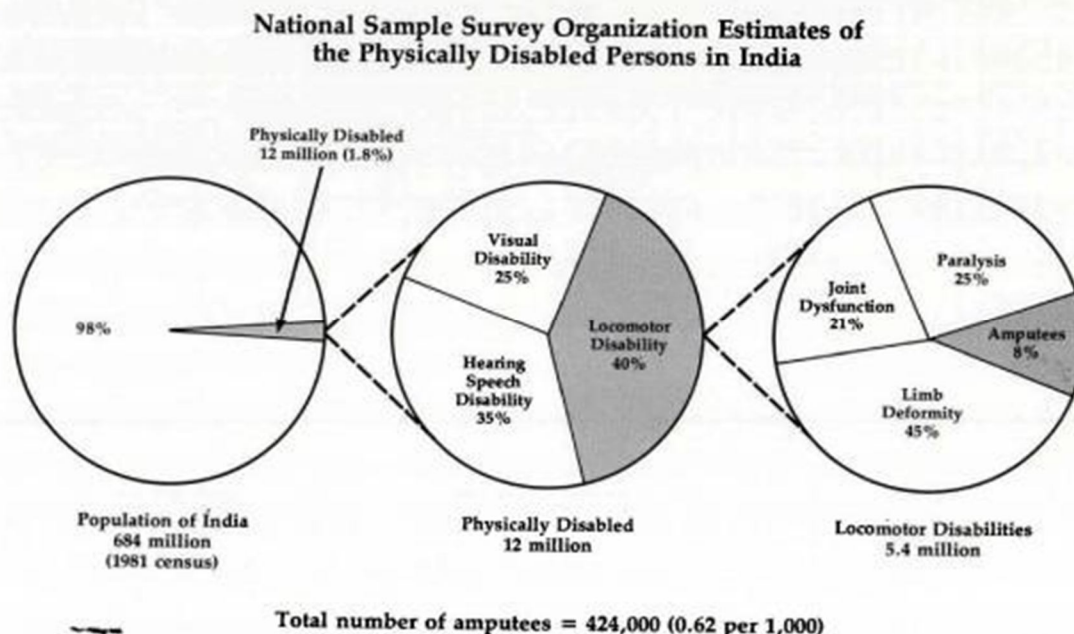 National Sample Survey Organization Estimates of
the Physically Disabled Persons in India
Physically Disabled
12 million (1.8%)
98%
Visual
Disability
25%
Locomotor
Disability
40%
Hearing
Speech
Disability
35%
Paralysis
25%
Joint
Dysfunction
21%
Amputees
8%
Limb
Deformity
45%
Population of India
684 million
(1981 census)
Physically Disabled
12 million
Locomotor Disabilities
5.4 million
Total number of amputees = 424,000 (0.62 per 1,000)